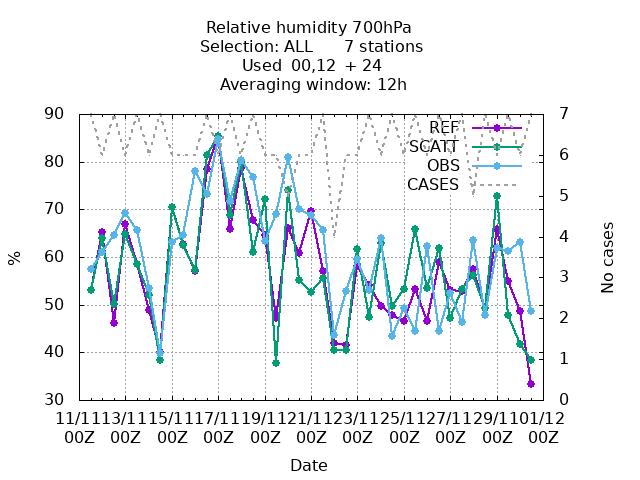 Relative humidity 700hPa
Selection: ALL 7 stations
Used 00,12 + 24
Averaging window: 12h
90 7
REF
SCATT
80 OBS 6
CASES
70 5
4
60
% No cases
3
50
2
40 1
30 0
11/11 13/11 15/11 17/11 19/11 21/11 23/11 25/11 27/11 29/11 01/12
00Z 00Z 00Z 00Z 00Z 00Z 00Z 00Z 00Z 00Z 00Z
Date